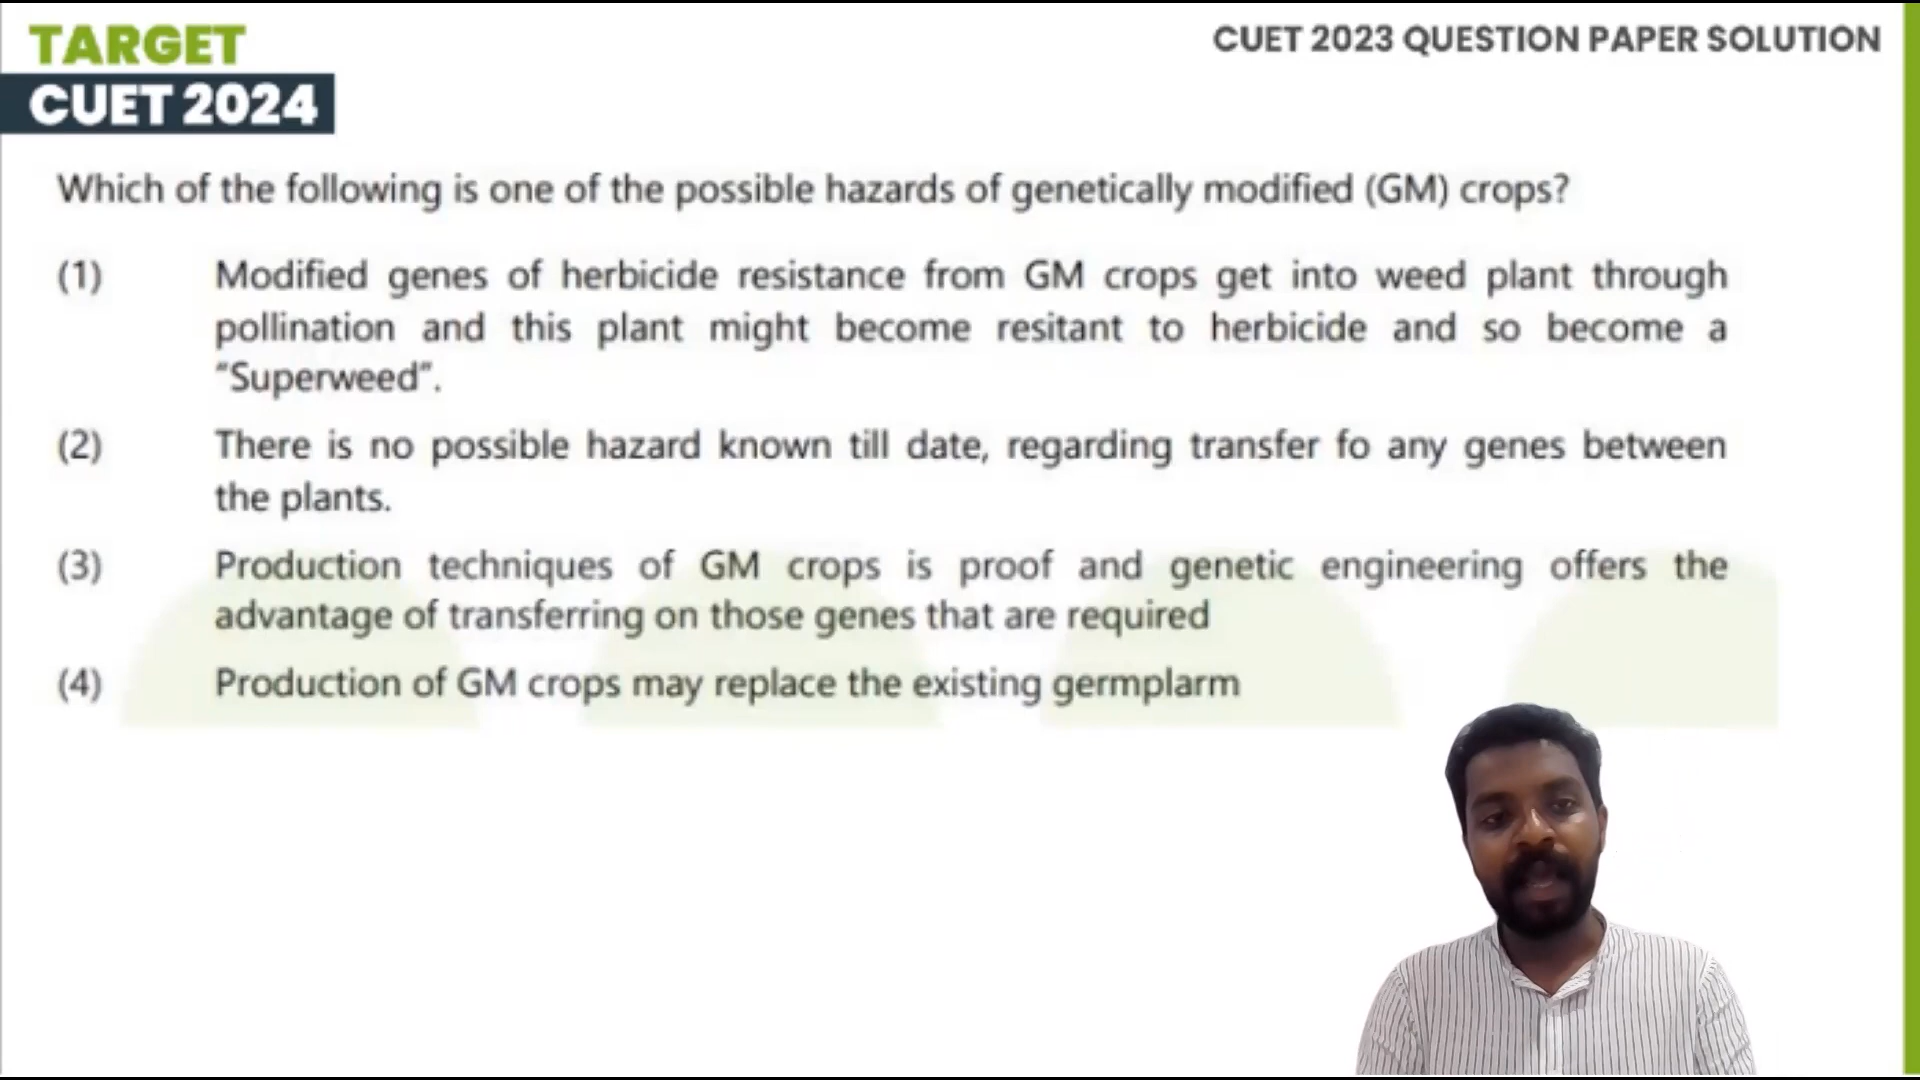 TARGET
CUET 2024
CUET 2023 QUESTION PAPER SOLUTION
Which of the following is one of the possible hazards of genetically modified (GM) crops?
(1) Modified genes of herbicide resistance from GM crops get into weed plant through
pollination and this plant might become resitant to herbicide and so become a
“Superweed”.
(2) There is no possible hazard known till date, regarding transfer fo any genes between
the plants.
(3) Production techniques of GM crops is proof and genetic engineering offers the
advantage of transferring on those genes that are required
(4) Production of GM crops may replace the existing germplarm